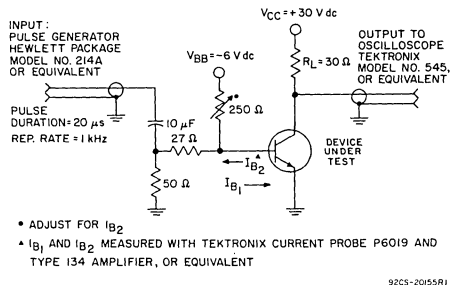 INPUT:
PULSE GENERATOR
HEWLETT PACKAGE
MODEL NO. 214A
OR EQUIVALENT
PULSE
DURATION=20 μs
REP. RATE = 1 kHz
10 μF
27 Ω
50 Ω
VBB=-6 V dc
250 Ω
VCC=+30 V dc
RL=30 Ω
OUTPUT TO
OSCILLOSCOPE
TEKTRONIX
MODEL NO. 545,
OR EQUIVALENT
DEVICE
UNDER
TEST
IB2▲
IB1
• ADJUST FOR IB2
▲ IB1 AND IB2 MEASURED WITH TEKTRONIX CURRENT PROBE P6019 AND
TYPE 134 AMPLIFIER, OR EQUIVALENT
92CS-20155R1